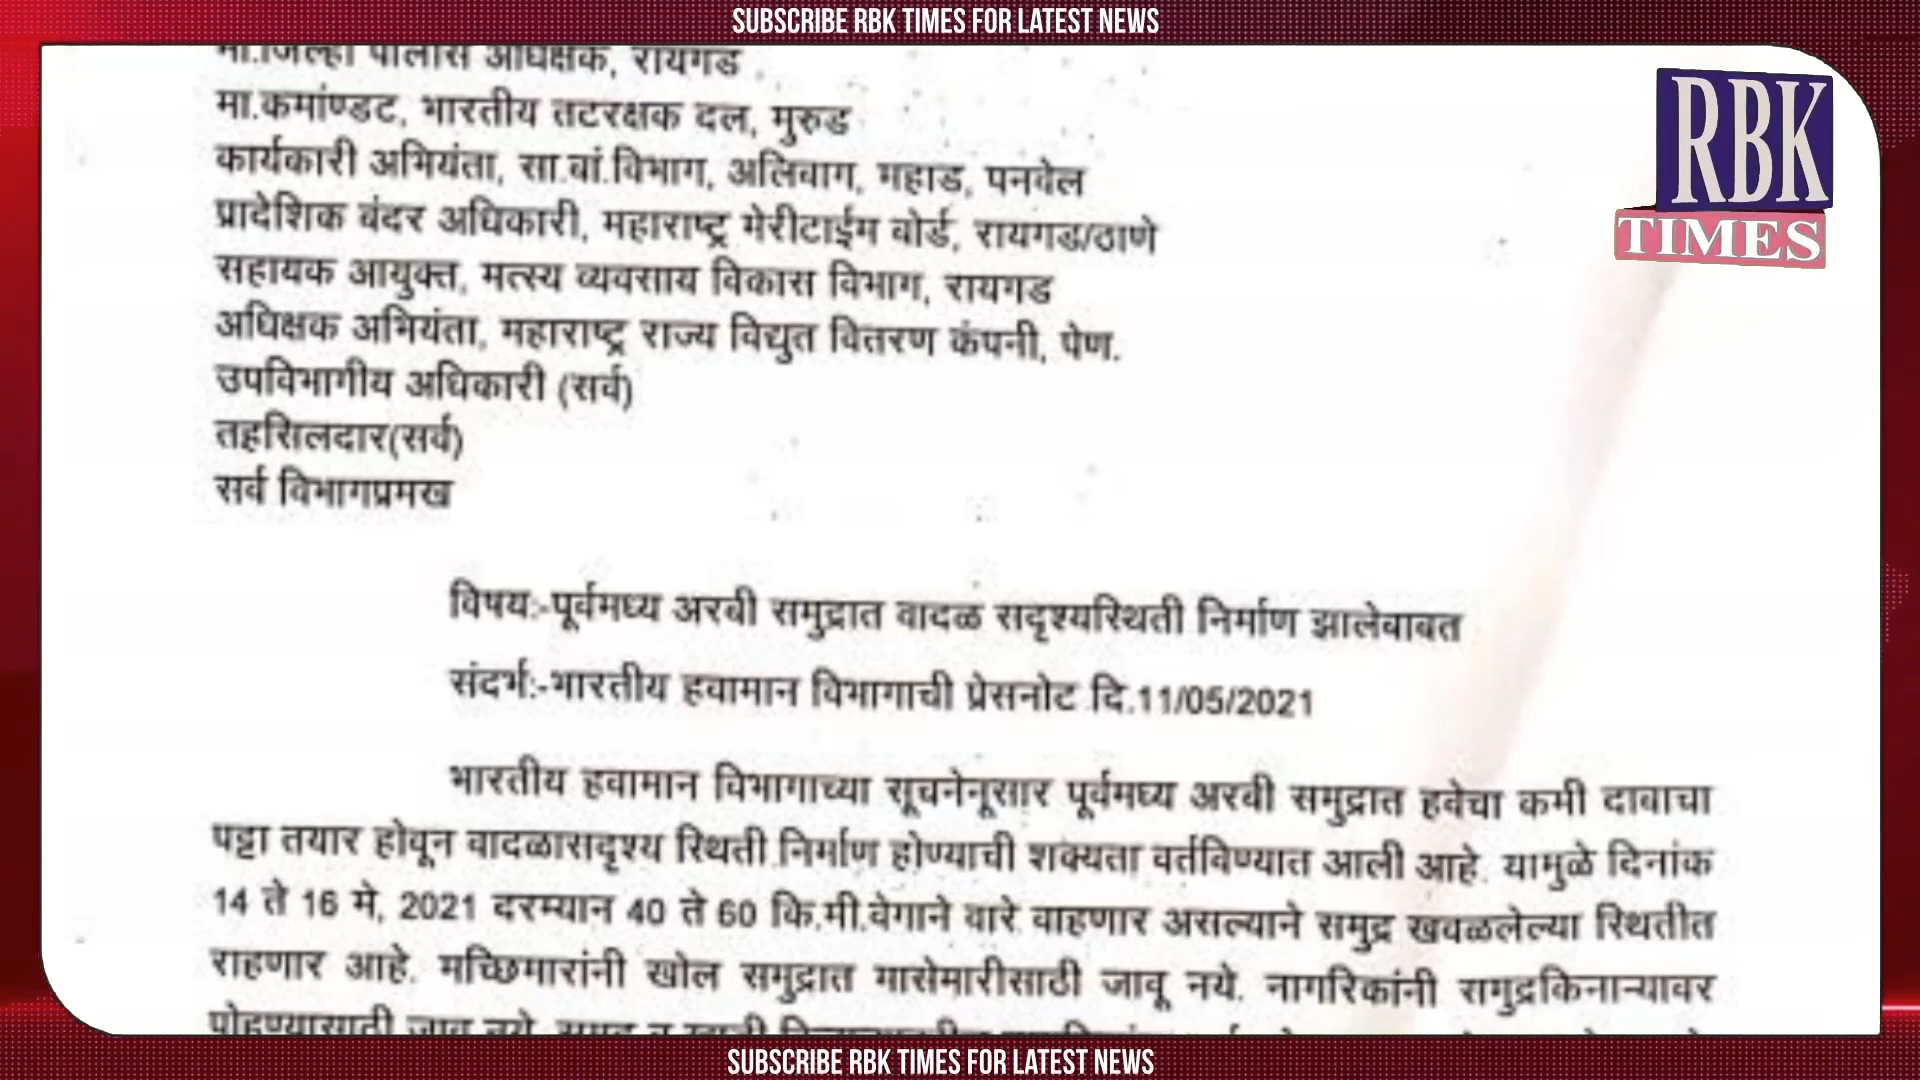 SUBSCRIBE RBK TIMES FOR LATEST NEWS
मा.जिल्हा पोलीस अधिक्षक, रायगड
RBK
TIMES
मा.कमांण्डट, भारतीय तटरक्षक दल, मुरुड
कार्यकारी अभियंता, सा.बां.विभाग, अलिबाग, महाड, पनवेल
प्रादेशिक बंदर अधिकारी, महाराष्ट्र मेरीटाईम बोर्ड, रायगड/ठाणे
सहायक आयुक्त, मत्स्य व्यवसाय विकास विभाग, रायगड
अधिक्षक अभियंता, महाराष्ट्र राज्य विद्युत वितरण कंपनी, पेण.
उपविभागीय अधिकारी (सर्व)
तहसिलदार(सर्व)
सर्व विभागप्रमख
विषय:-पूर्वमध्य अरबी समुद्रात वादळ सदृश्यस्थिती निर्माण झालेबाबत
संदर्भ:-भारतीय हवामान विभागाची प्रेसनोट दि.11/05/2021
भारतीय हवामान विभागाच्या सूचनेनूसार पूर्वमध्य अरबी समुद्रात हवेचा कमी दाबाचा
पट्टा तयार होवून वादळासदृश्य स्थिती निर्माण होण्याची शक्यता वर्तविण्यात आली आहे. यामुळे दिनांक
14 ते 16 मे, 2021 दरम्यान 40 ते 60 कि.मी.वेगाने वारे वाहणार असल्याने समुद्र खवळलेल्या स्थितीत
राहणार आहे. मच्छिमारांनी खोल समुद्रात मासेमारीसाठी जावू नये. नागरिकांनी समुद्रकिनाऱ्यावर
पोहण्यासाठी जावू नये.
SUBSCRIBE RBK TIMES FOR LATEST NEWS